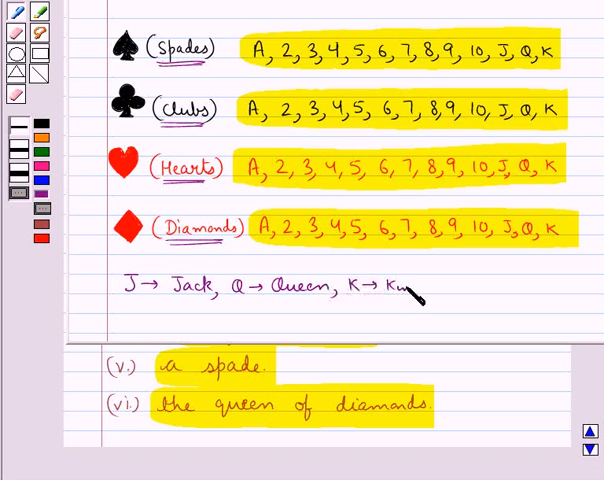 (Spades) A, 2, 3, 4, 5, 6, 7, 8, 9, 10, J, Q, K
(Clubs) A, 2, 3, 4, 5, 6, 7, 8, 9, 10, J, Q, K
(Hearts) A, 2, 3, 4, 5, 6, 7, 8, 9, 10, J, Q, K
(Diamonds) A, 2, 3, 4, 5, 6, 7, 8, 9, 10, J, Q, K
J → Jack, Q → Queen, K →
(v.) a spade.
(vi.) the queen of diamonds.